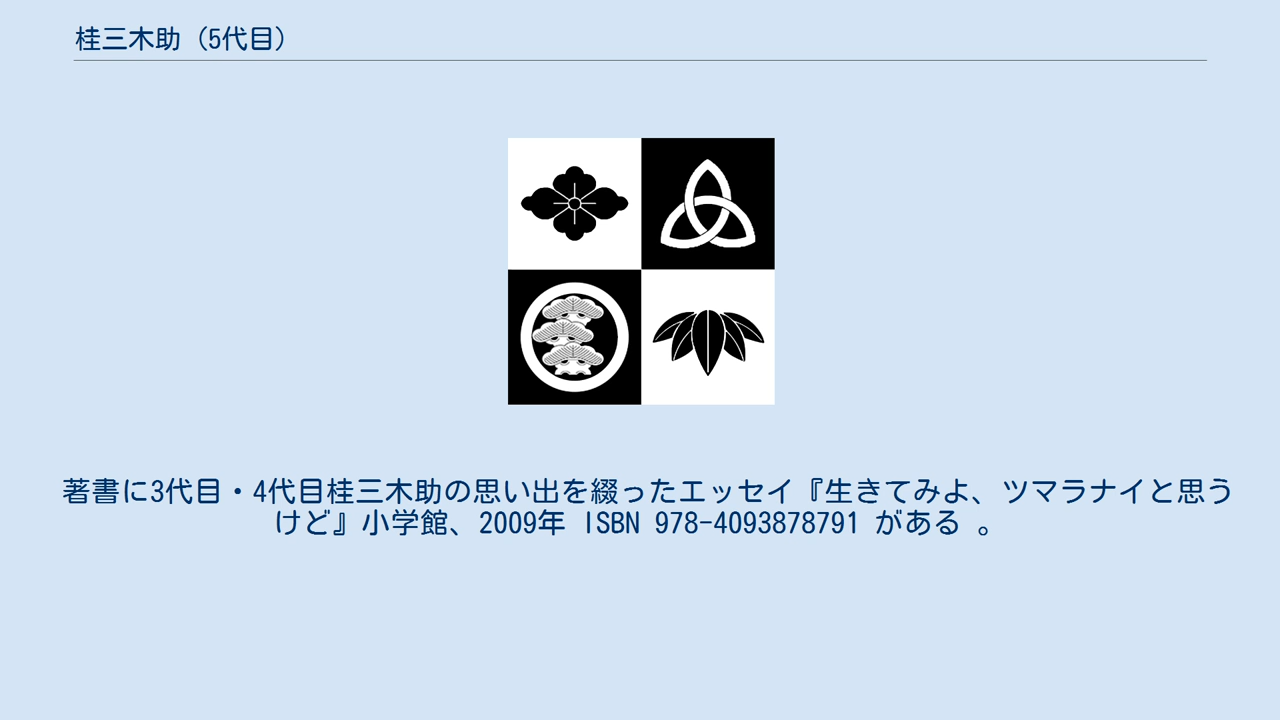 桂三木助（5代目）
著書に3代目・4代目桂三木助の思い出を綴ったエッセイ『生きてみよ、ツマラナイと思う
けど』小学館、2009年 ISBN 978-4093878791 がある 。